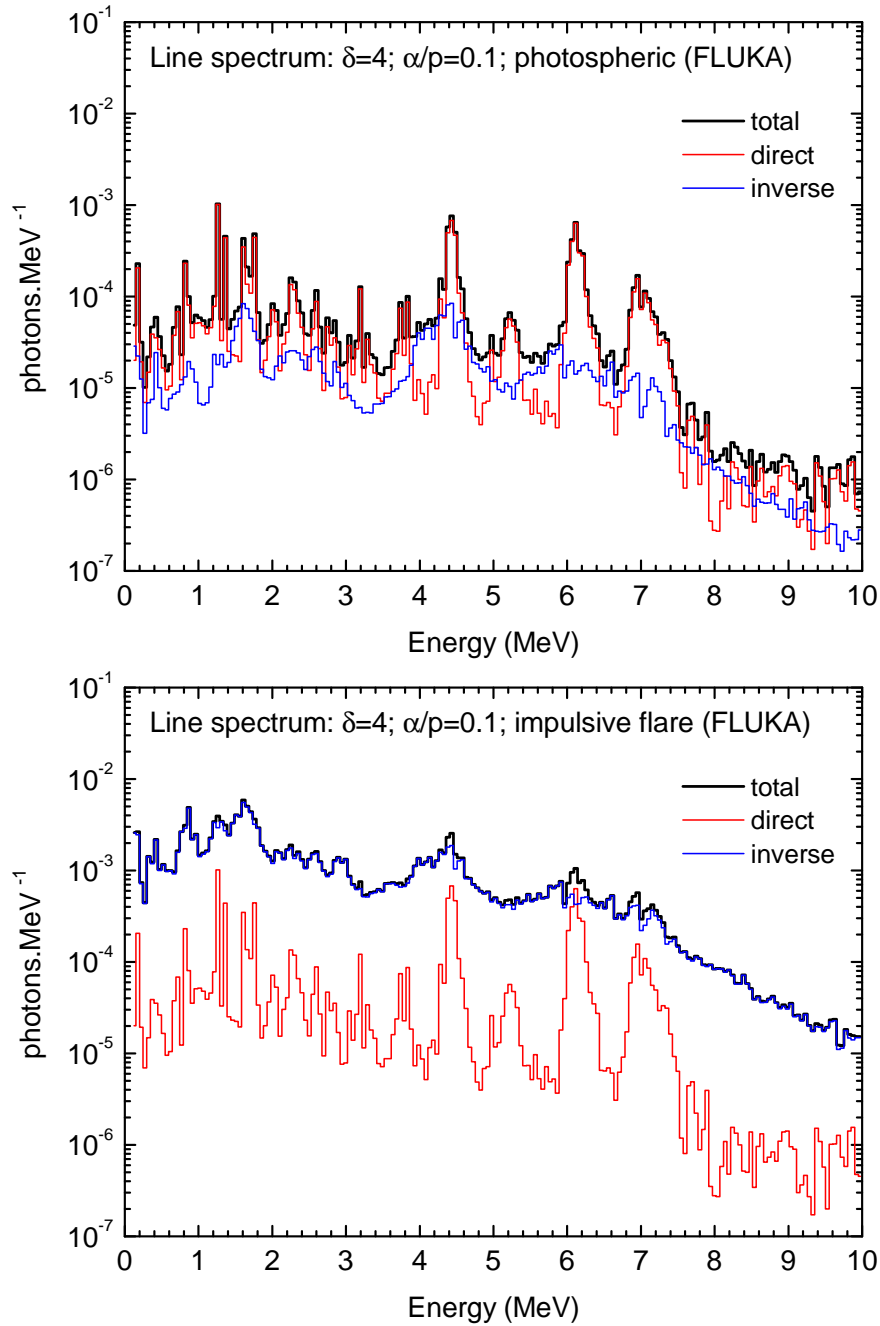 Line spectrum: δ=4; α/p=0.1; photospheric (FLUKA)
total
direct
inverse
photons.MeV⁻¹
10⁻¹
10⁻²
10⁻³
10⁻⁴
10⁻⁵
10⁻⁶
10⁻⁷
0 1 2 3 4 5 6 7 8 9 10
Energy (MeV)
Line spectrum: δ=4; α/p=0.1; impulsive flare (FLUKA)
total
direct
inverse
photons.MeV⁻¹
10⁻¹
10⁻²
10⁻³
10⁻⁴
10⁻⁵
10⁻⁶
10⁻⁷
0 1 2 3 4 5 6 7 8 9 10
Energy (MeV)